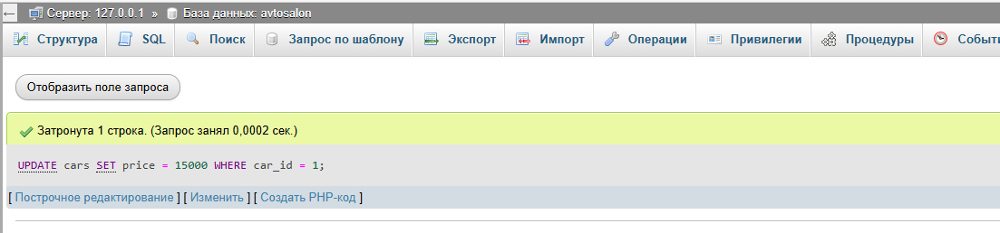 ← Сервер: 127.0.0.1 » База данных: avtosalon
Структура SQL Поиск Запрос по шаблону Экспорт Импорт Операции Привилегии Процедуры Событи
Отобразить поле запроса
Затронута 1 строка. (Запрос занял 0,0002 сек.)
UPDATE cars SET price = 15000 WHERE car_id = 1;
[ Построчное редактирование ] [ Изменить ] [ Создать PHP-код ]